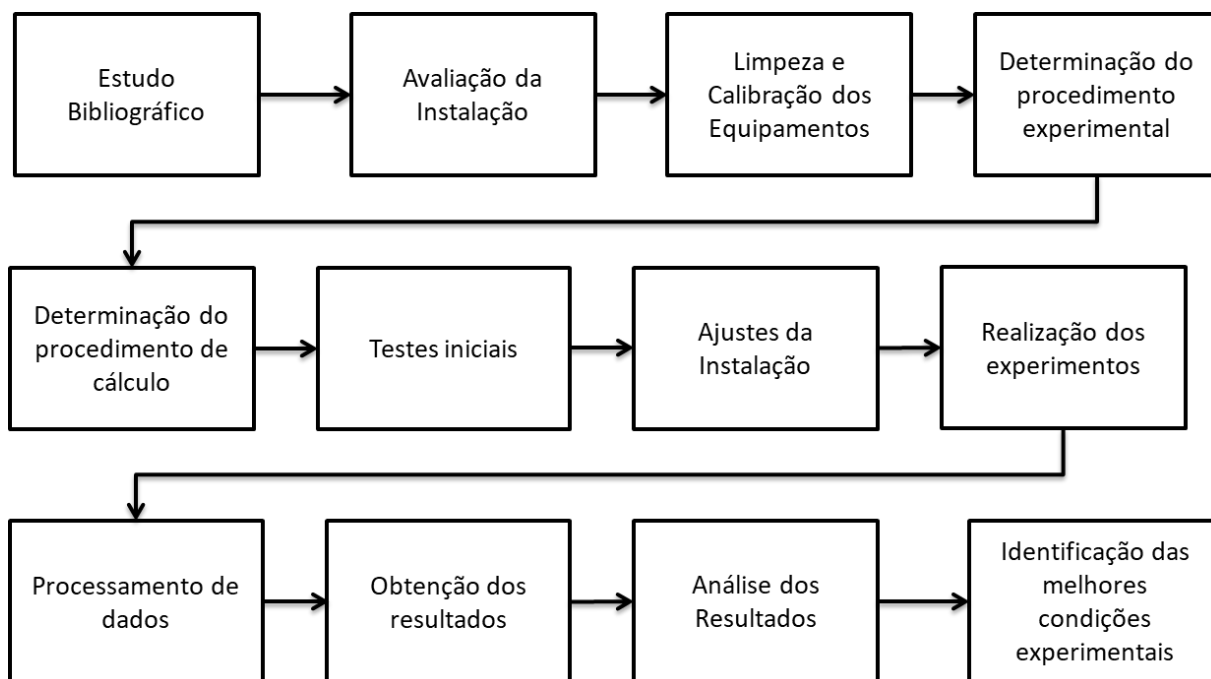 Estudo
Bibliográfico
Avaliação da
Instalação
Limpeza e
Calibração dos
Equipamentos
Determinação do
procedimento
experimental
Determinação do
procedimento de
cálculo
Testes iniciais
Ajustes da
Instalação
Realização dos
experimentos
Processamento de
dados
Obtenção dos
resultados
Análise dos
Resultados
Identificação das
melhores
condições
experimentais